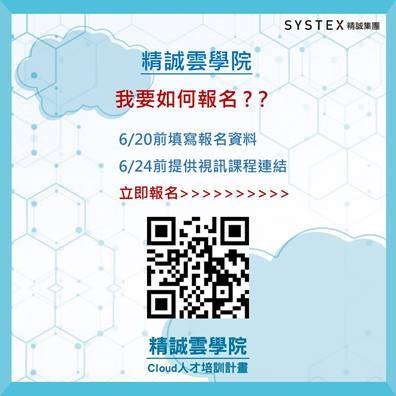 SYSTEX 精誠集團
精誠雲學院
我要如何報名？?
6/20前填寫報名資料
6/24前提供視訊課程連結
立即報名>>>>>>>>>>
精誠雲學院
Cloud人才培訓計畫